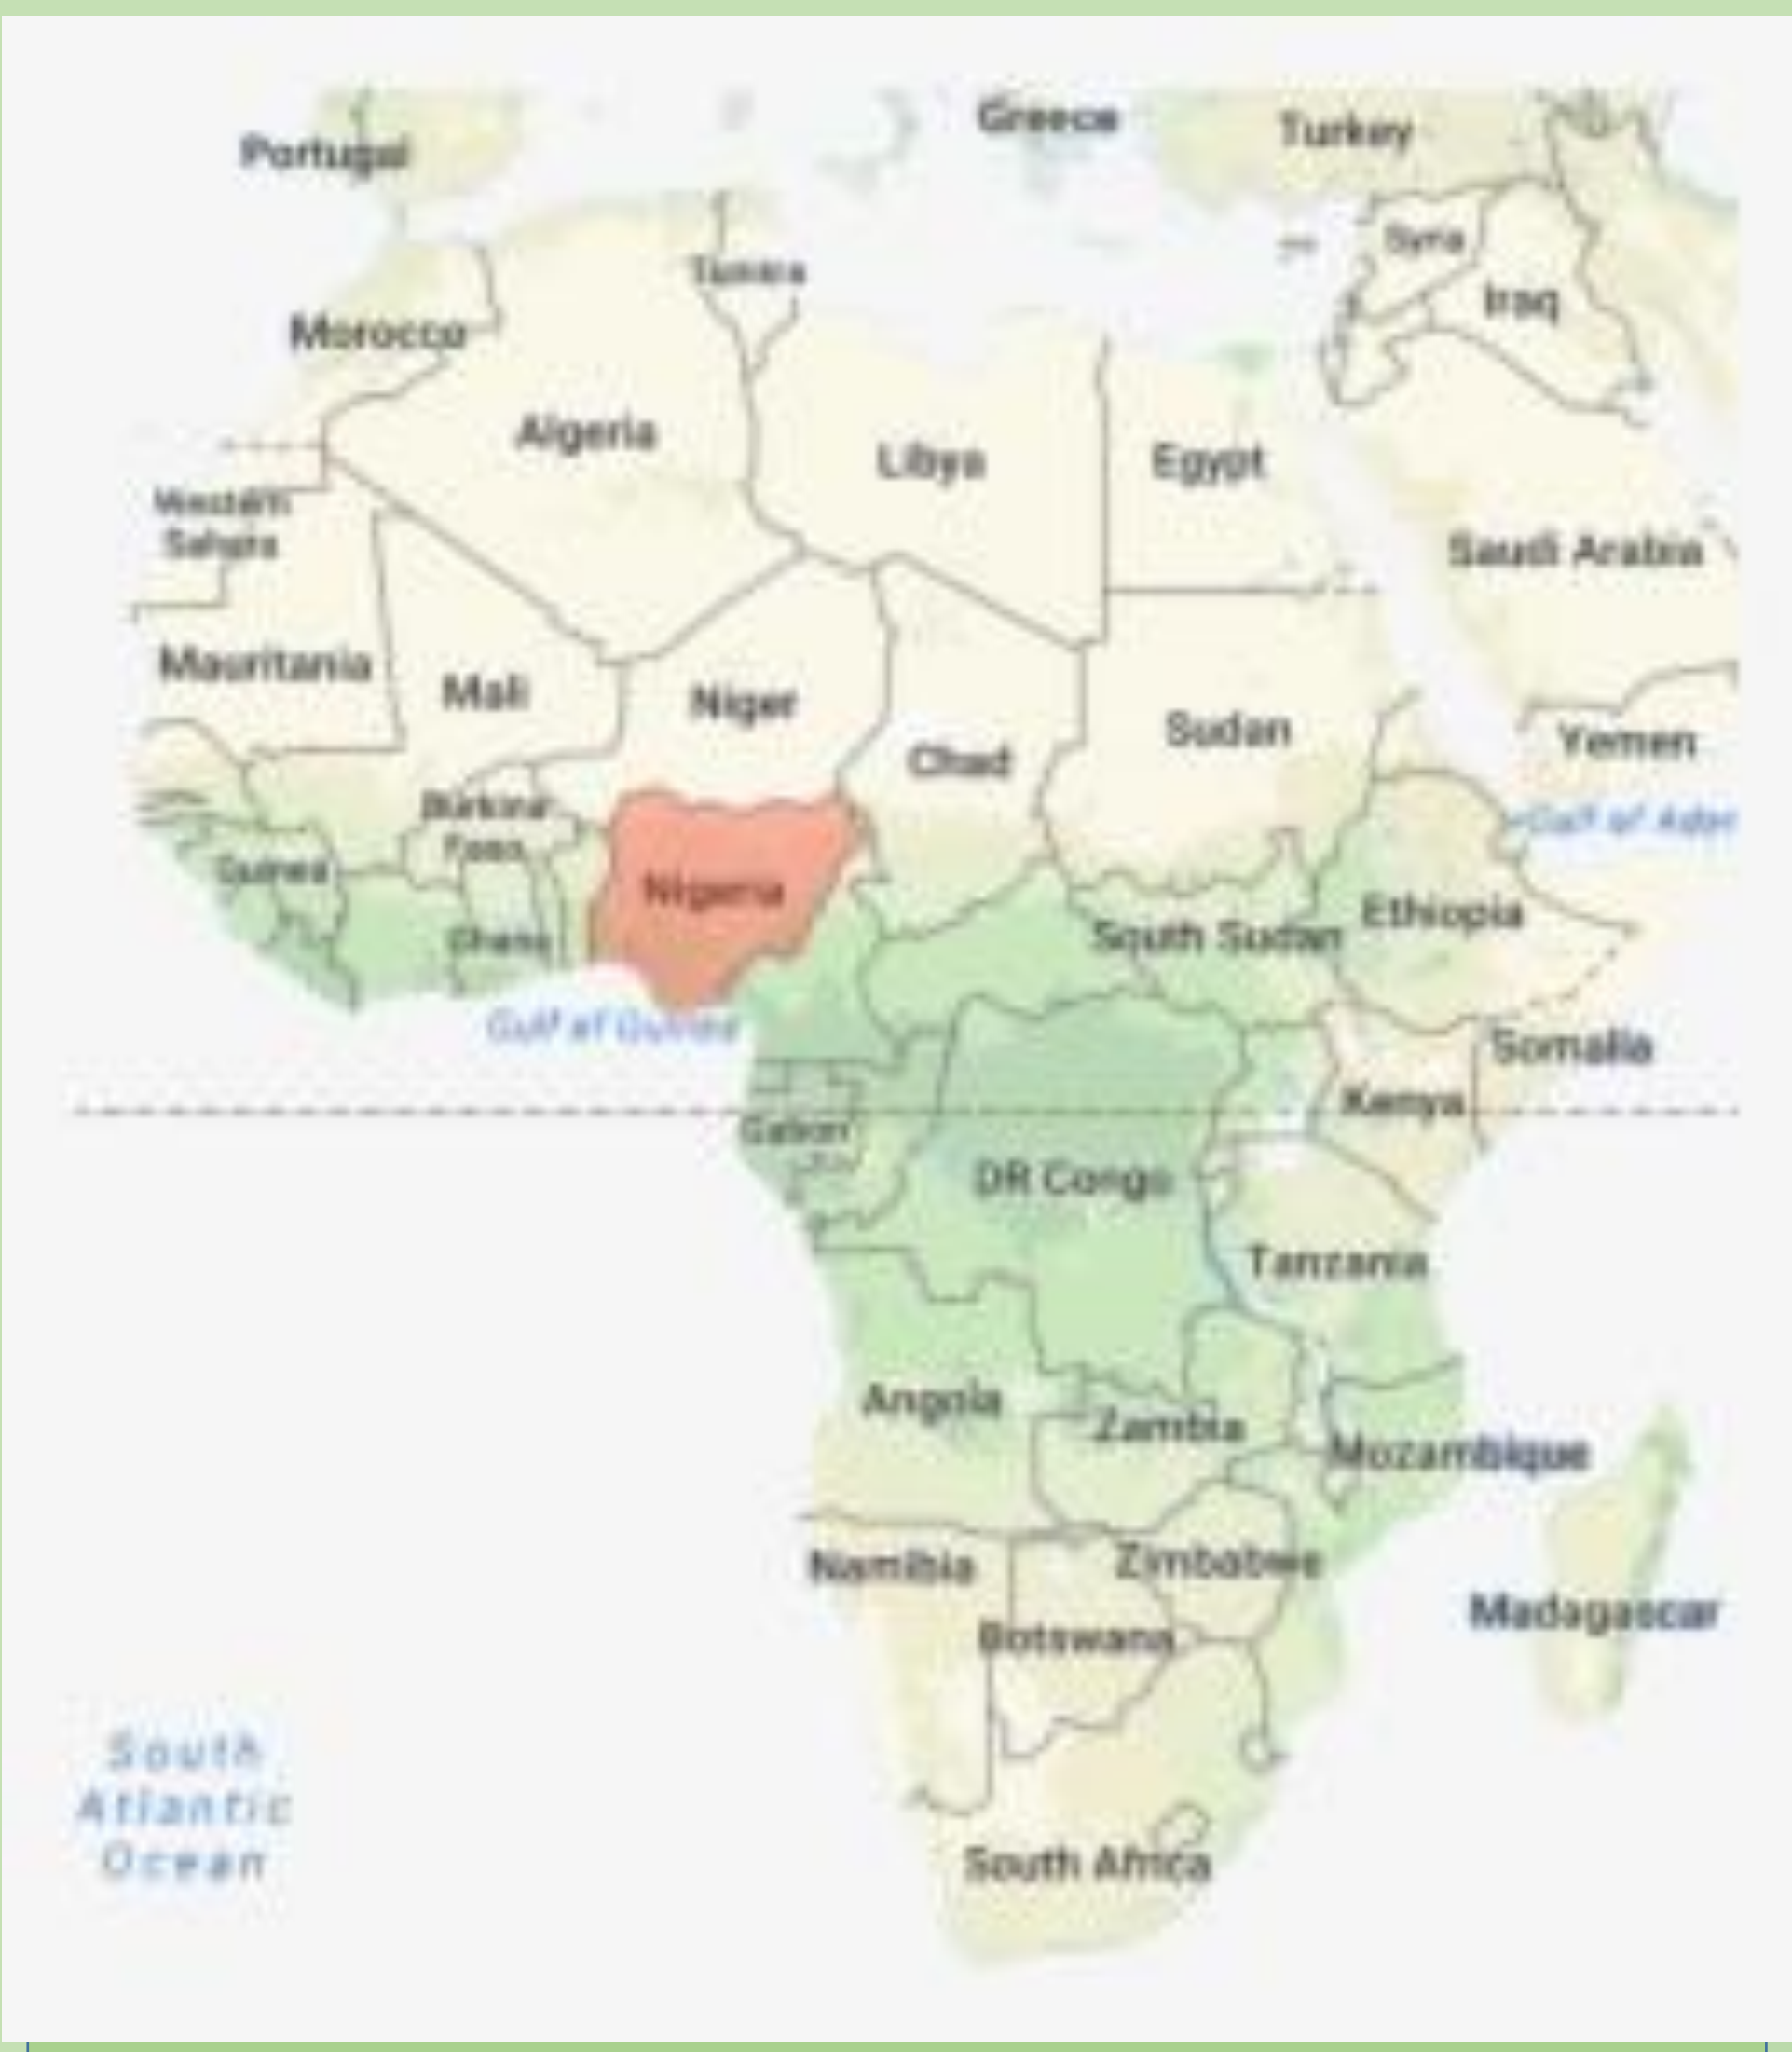 Greece
Turkey
Portugal
Syria
Tunisia
Iraq
Morocco
Algeria
Libya
Egypt
Western
Sahara
Saudi Arabia
Mauritania
Mali
Niger
Sudan
Yemen
Chad
Burkina
Faso
Gulf of Aden
Guinea
Nigeria
Ethiopia
Ghana
South Sudan
Gulf of Guinea
Somalia
Kenya
Gabon
DR Congo
Tanzania
Angola
Zambia
Mozambique
Namibia
Zimbabwe
Madagascar
Botswana
South
Atlantic
Ocean
South Africa